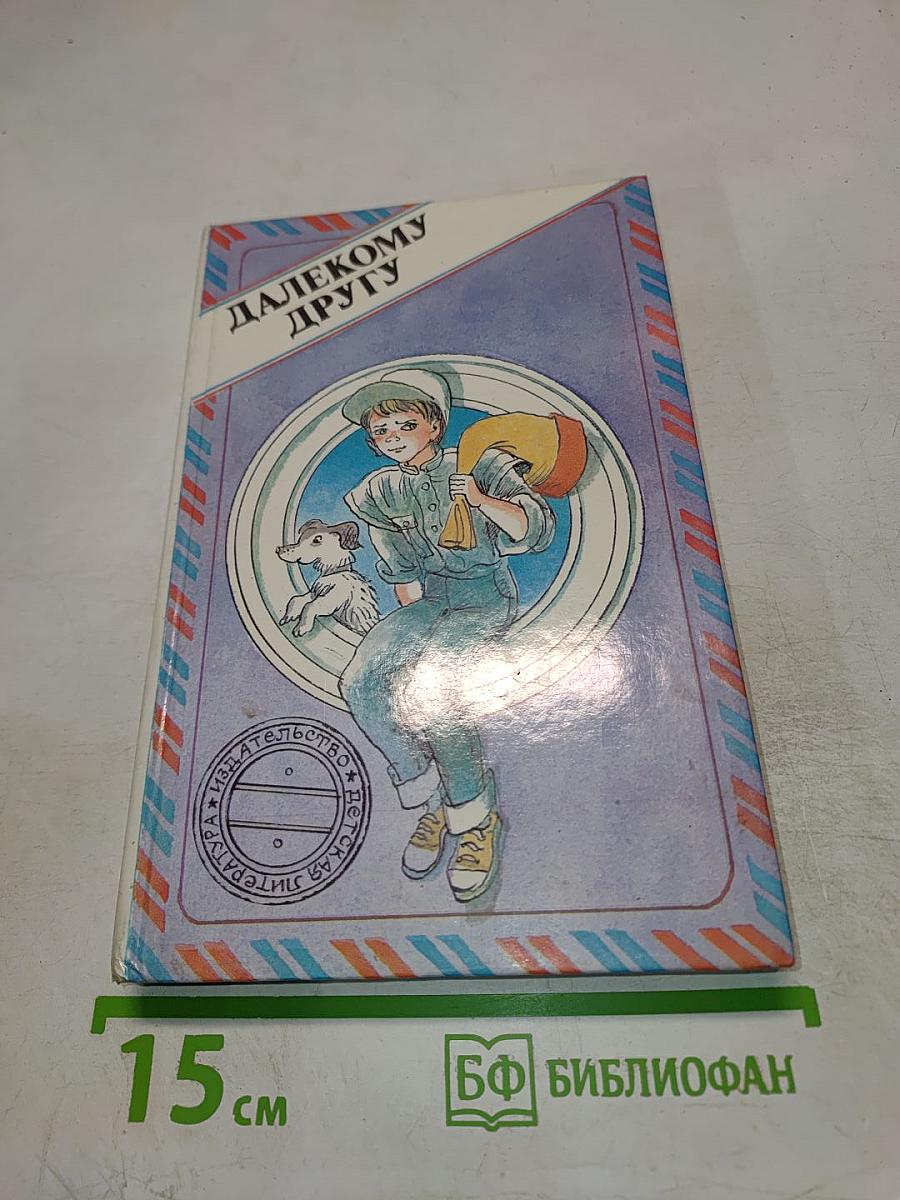 ДАЛЕКОМУ
ДРУГУ
ИЗДАТЕЛЬСТВО ★ ДЕТСКАЯ ЛИТЕРАТУРА ★
15 см
БФ БИБЛИОФАН